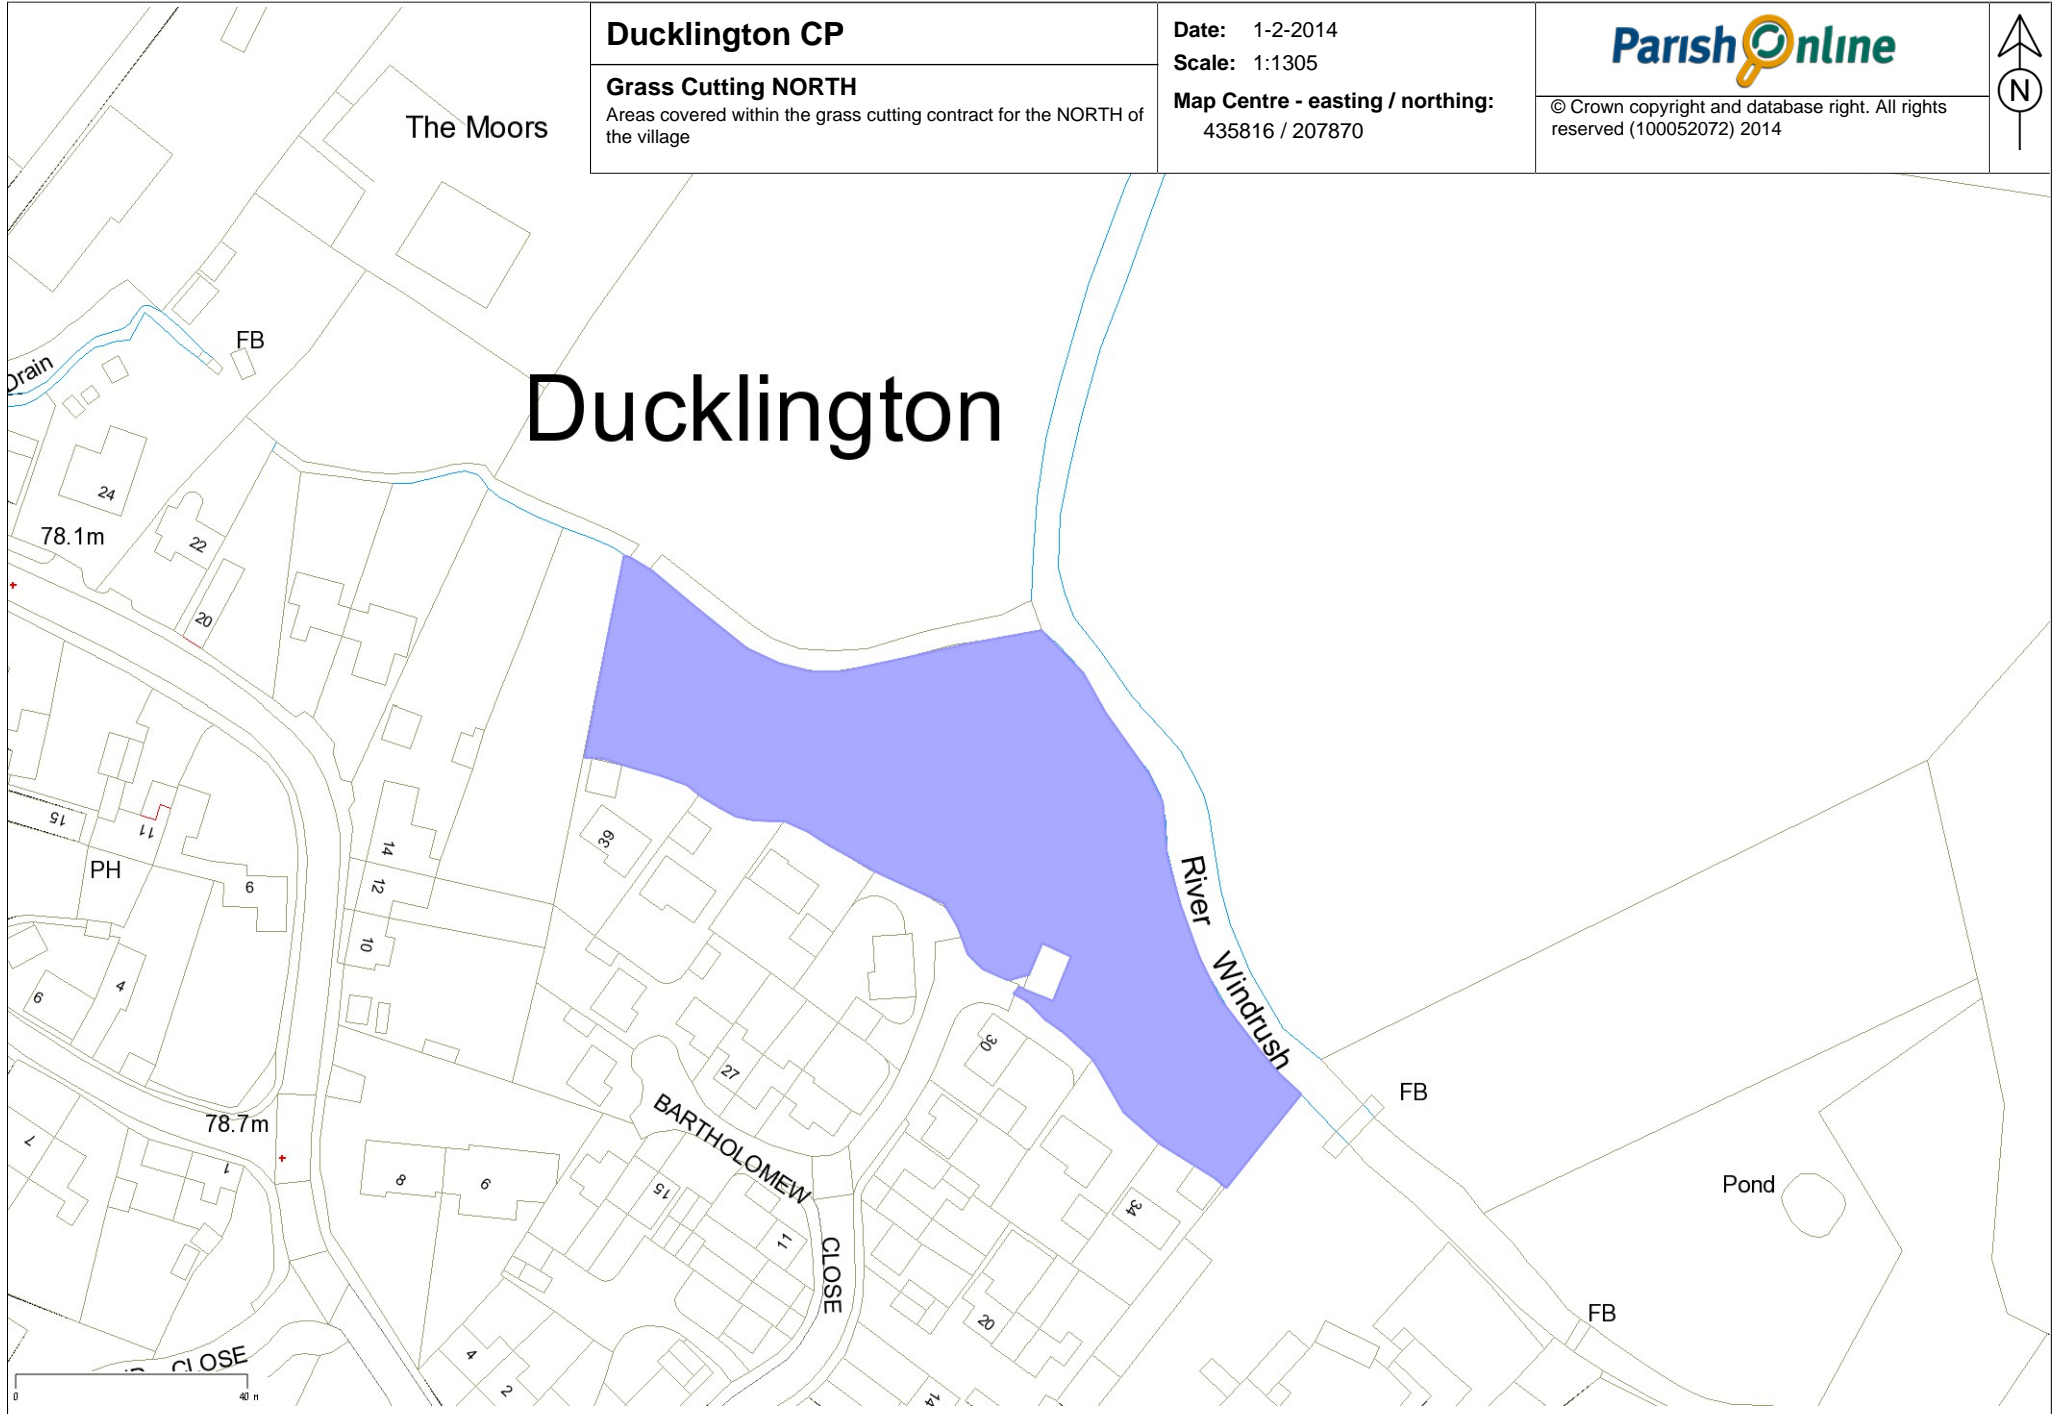 Ducklington CP
Grass Cutting NORTH
Areas covered within the grass cutting contract for the NORTH of
the village
Date: 1-2-2014
Scale: 1:1305
Map Centre - easting / northing:
435816 / 207870
Parish Online
© Crown copyright and database right. All rights
reserved (100052072) 2014
N
The Moors
FB
Drain
Ducklington
24
78.1m
22
20
15
11
PH
6
14
12
10
39
4
6
River Windrush
30
27
FB
78.7m
BARTHOLOMEW
CLOSE
7
1
8
6
15
11
34
Pond
20
FB
4
2
14
CLOSE
0
40 m